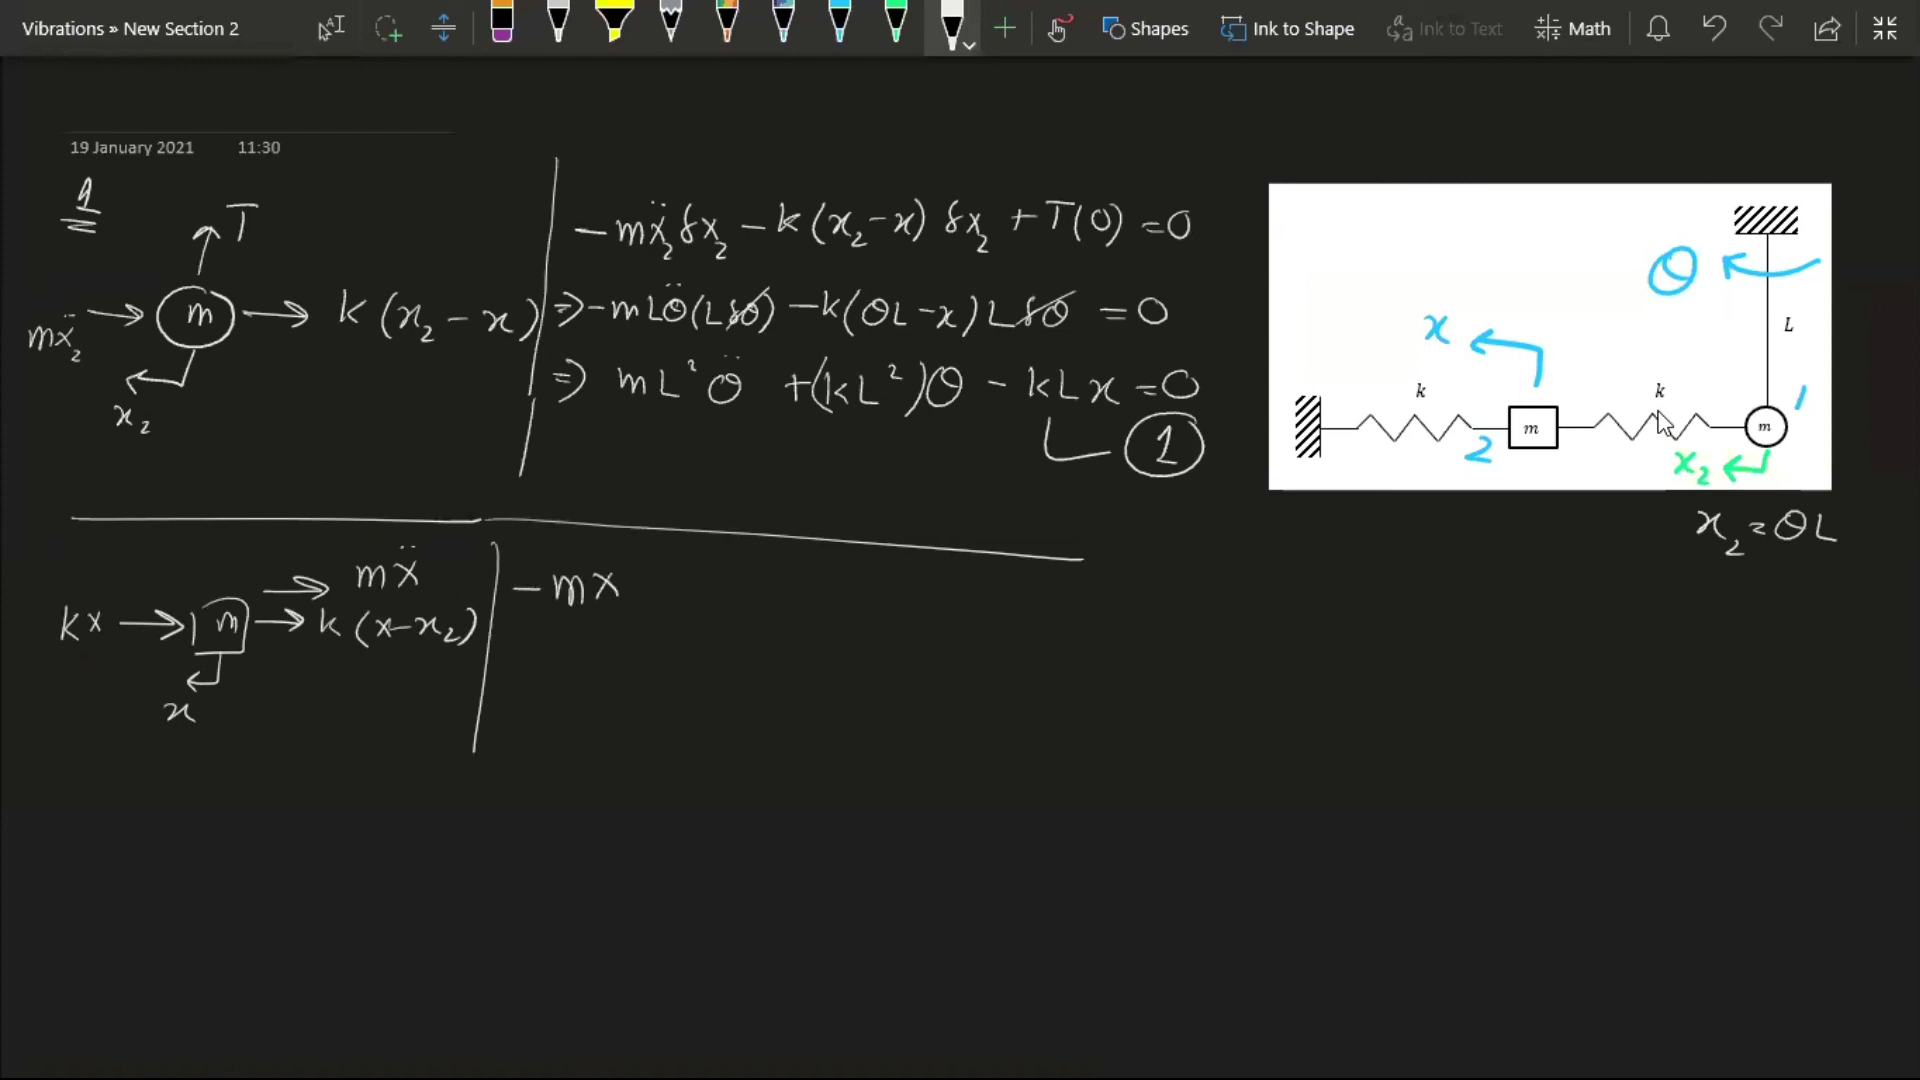 Vibrations » New Section 2
Shapes
Ink to Shape
Ink to Text
Math
19 January 2021 11:30
1
T
mẍ₂
m
k(x₂ - x)
x₂
-mẍ₂δx₂ - k(x₂ - x) δx₂ + T(0) = 0
⇒ -mLθ̈(Lδθ) - k(θL - x)Lδθ = 0
⇒ mL²θ̈ + (kL²)θ - kLx = 0
1
θ
L
x
k
k
m
m
1
2
x₂
x₂ = θL
mẍ
kx
m
k(x - x₂)
x
-mx